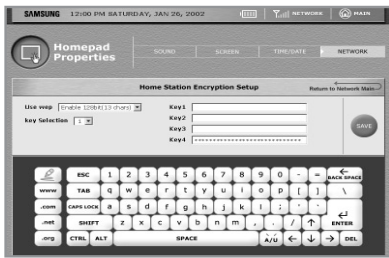 SAMSUNG 12:00 PM SATURDAY, JAN 26, 2002 NETWORK MAIN
Homepad
Properties
SOUND SCREEN TIME/DATE NETWORK
Home Station Encryption Setup Return to Network Main
Use wep Enable 128bit(13 chars) Key1
key Selection 1 Key2
Key3
Key4
SAVE
ESC 1 2 3 4 5 6 7 8 9 0 - = BACK SPACE
www TAB q w e r t y u i o p [ ] \
.com CAPS LOCK a s d f g h j k l ; '
.net SHIFT z x c v b n m , . / ↑ ENTER
.org CTRL ALT SPACE À/Ü ← ↓ → DEL